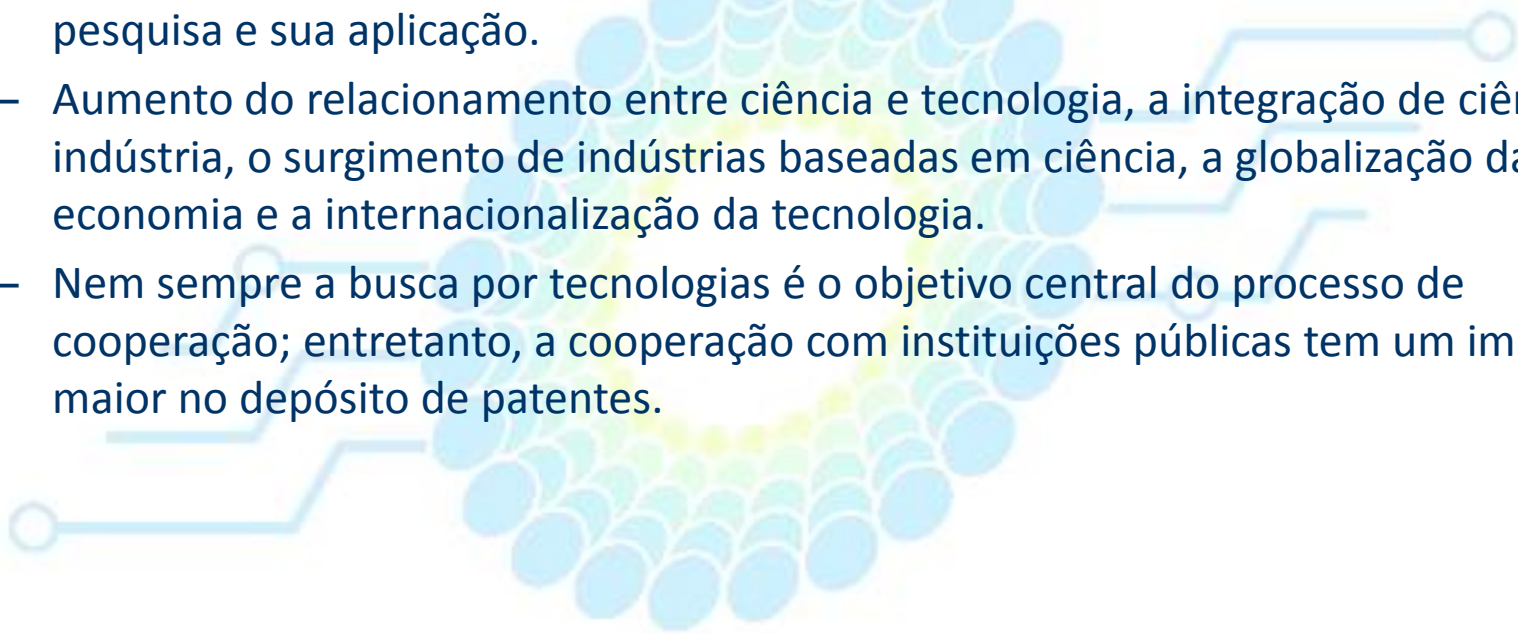 pesquisa e sua aplicação.
– Aumento do relacionamento entre ciência e tecnologia, a integração de
indústria, o surgimento de indústrias baseadas em ciência, a globalização da
economia e a internacionalização da tecnologia.
– Nem sempre a busca por tecnologias é o objetivo central do processo de
cooperação; entretanto, a cooperação com instituições públicas tem um
maior no depósito de patentes.